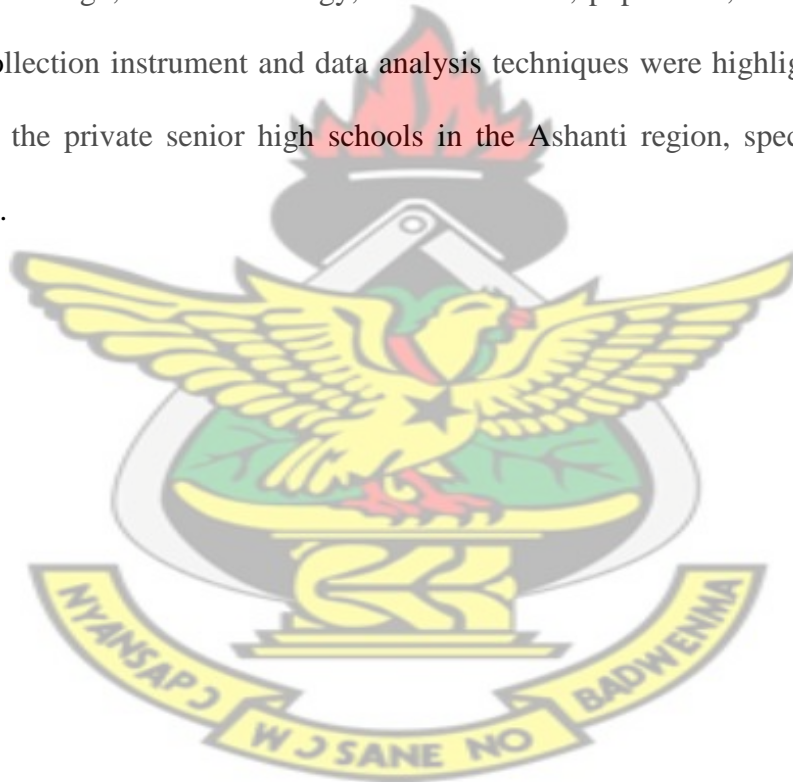 ollection instrument and data analysis techniques were highlig
the private senior high schools in the Ashanti region, spec
.
NYANSAPƆ
WƆSANE NO
BADWENMA